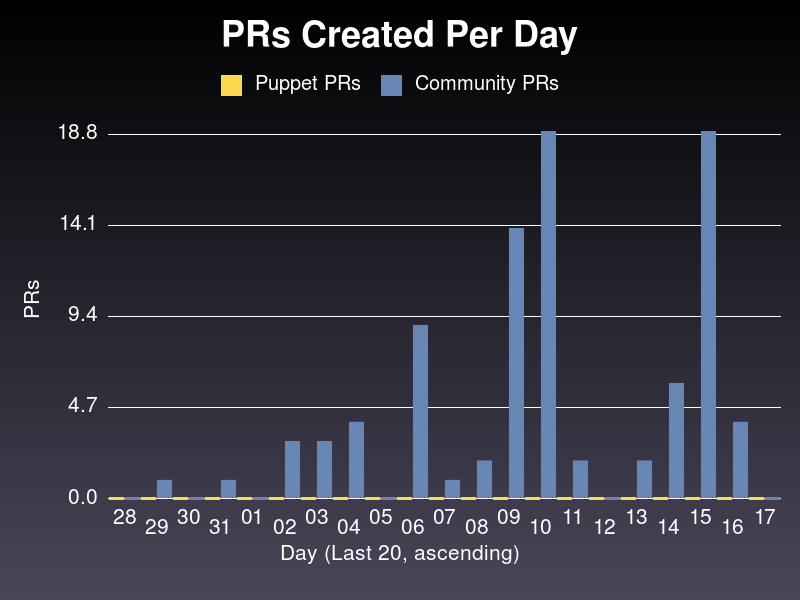 PRs Created Per Day
Puppet PRs Community PRs
18.8
14.1
9.4
4.7
0.0
PRs
28 29 30 31 01 02 03 04 05 06 07 08 09 10 11 12 13 14 15 16 17
Day (Last 20, ascending)